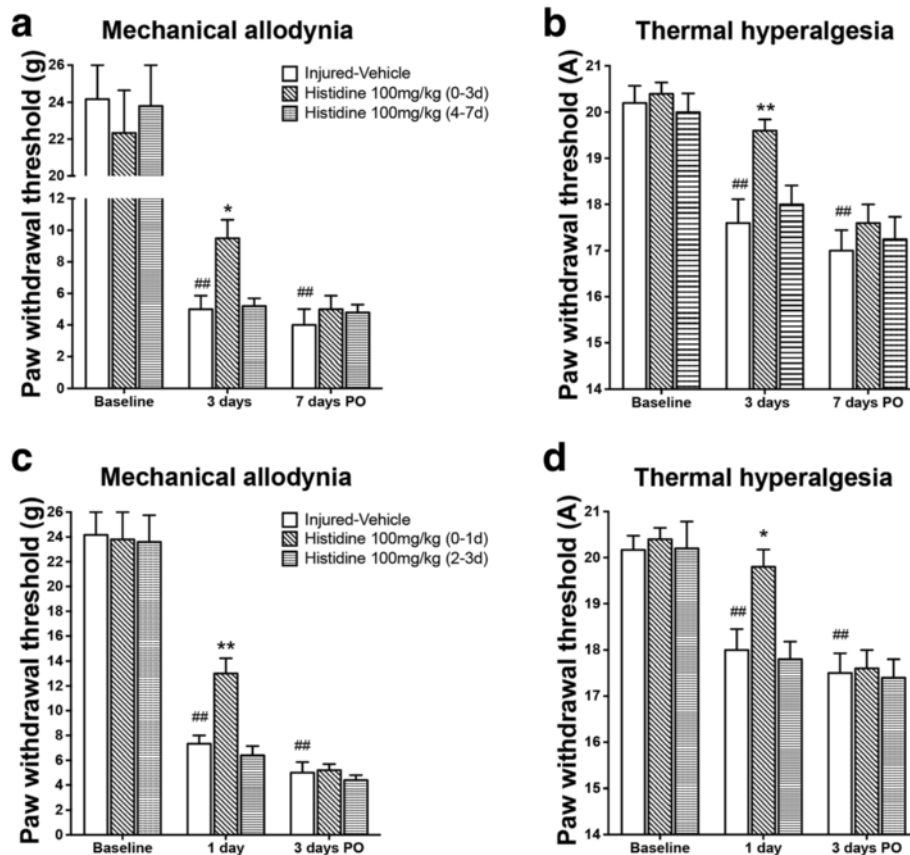 a
Mechanical allodynia
Paw withdrawal threshold (g)
26
24
22
20
12
10
8
6
4
2
0
Injured-Vehicle
Histidine 100mg/kg (0-3d)
Histidine 100mg/kg (4-7d)
*
##
##
Baseline
3 days
7 days PO
b
Thermal hyperalgesia
Paw withdrawal threshold (A)
21
20
19
18
17
16
15
14
**
##
##
Baseline
3 days
7 days PO
c
Mechanical allodynia
Paw withdrawal threshold (g)
26
24
22
20
18
16
14
12
10
8
6
4
2
0
Injured-Vehicle
Histidine 100mg/kg (0-1d)
Histidine 100mg/kg (2-3d)
**
##
##
Baseline
1 day
3 days PO
d
Thermal hyperalgesia
Paw withdrawal threshold (A)
21
20
19
18
17
16
15
14
*
##
##
Baseline
1 day
3 days PO